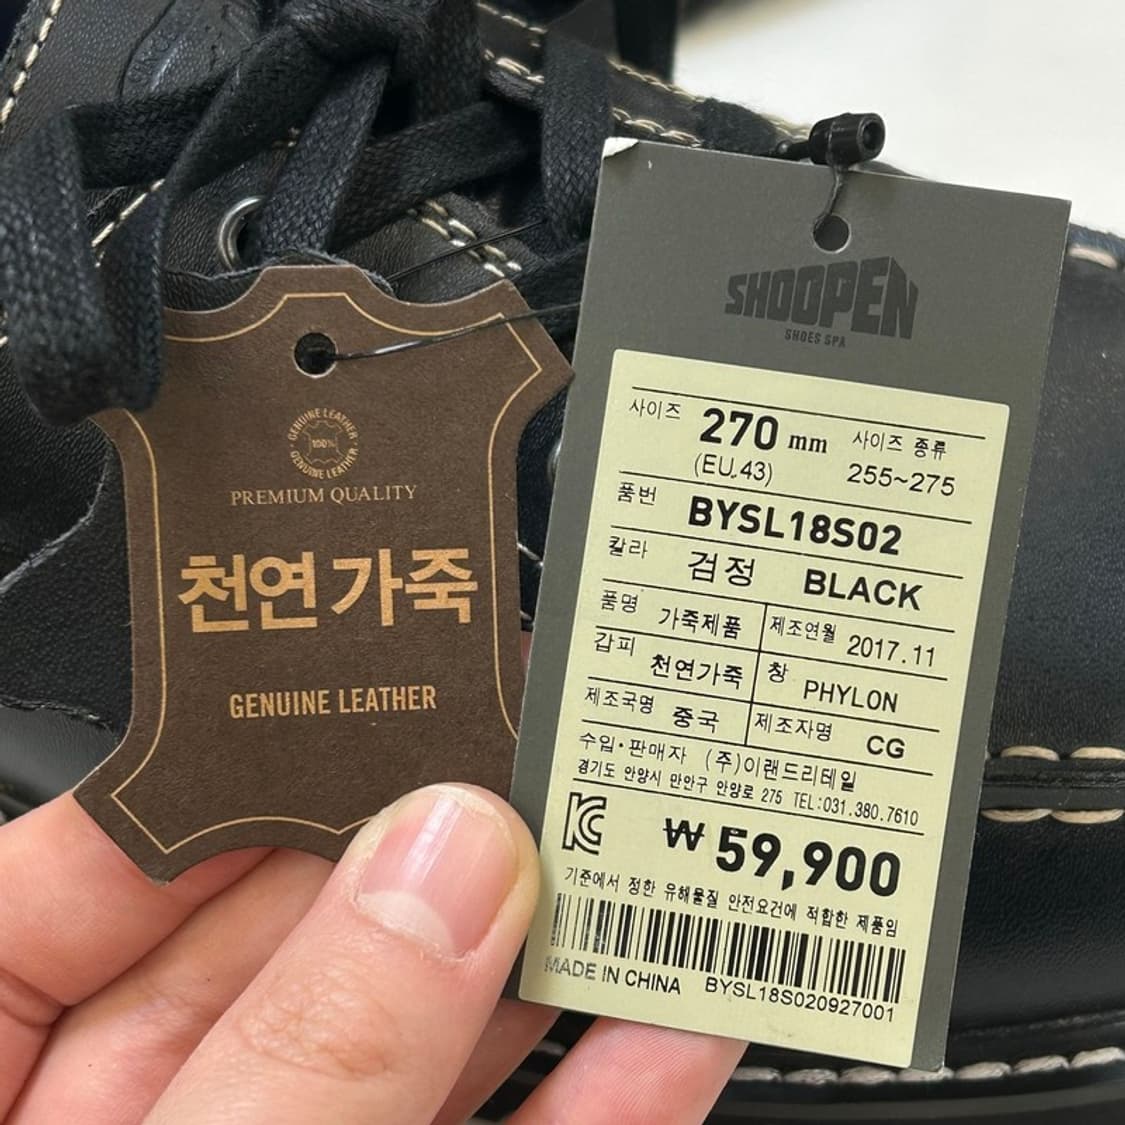 GENUINE LEATHER
100%
GENUINE LEATHER
PREMIUM QUALITY
천연가죽
GENUINE LEATHER
SHOOPEN
SHOES SPA
사이즈 270 mm 사이즈 종류
(EU.43) 255~275
품번 BYSL18S02
칼라 검정 BLACK
품명 가죽제품 제조연월 2017.11
갑피 천연가죽 창 PHYLON
제조국명 중국 제조자명 CG
수입·판매자 (주)이랜드리테일
경기도 안양시 만안구 안양로 275 TEL:031.380.7610
KC ₩59,900
기준에서 정한 유해물질 안전요건에 적합한 제품임
MADE IN CHINA BYSL18S020927001